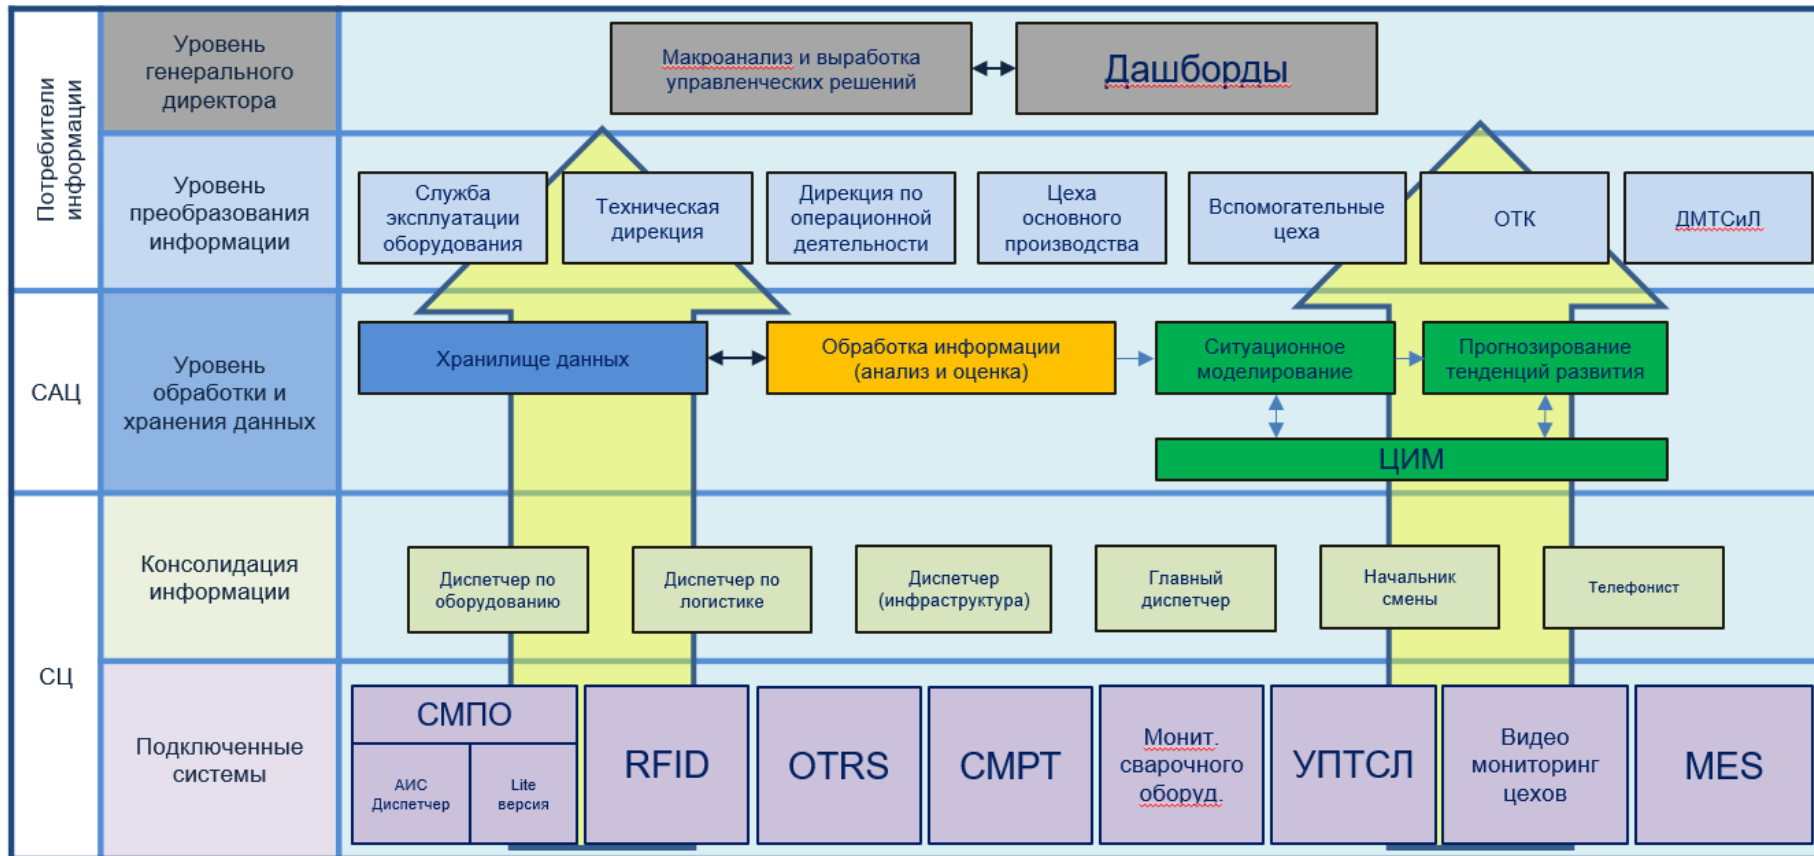 Потребители
информации
Уровень
генерального
директора
Макроанализ и выработка
управленческих решений
Дашборды
Уровень
преобразования
информации
Служба
эксплуатации
оборудования
Техническая
дирекция
Дирекция по
операционной
деятельности
Цеха
основного
производства
Вспомогательные
цеха
ОТК
ДМТСиЛ
САЦ
Уровень
обработки и
хранения данных
Хранилище данных
Обработка информации
(анализ и оценка)
Ситуационное
моделирование
Прогнозирование
тенденций развития
ЦИМ
СЦ
Консолидация
информации
Диспетчер по
оборудованию
Диспетчер по
логистике
Диспетчер
(инфраструктура)
Главный
диспетчер
Начальник
смены
Телефонист
Подключенные
системы
СМПО
АИС
Диспетчер
Lite
версия
RFID
OTRS
СМРТ
Монит.
сварочного
оборуд.
УПТСЛ
Видео
мониторинг
цехов
MES